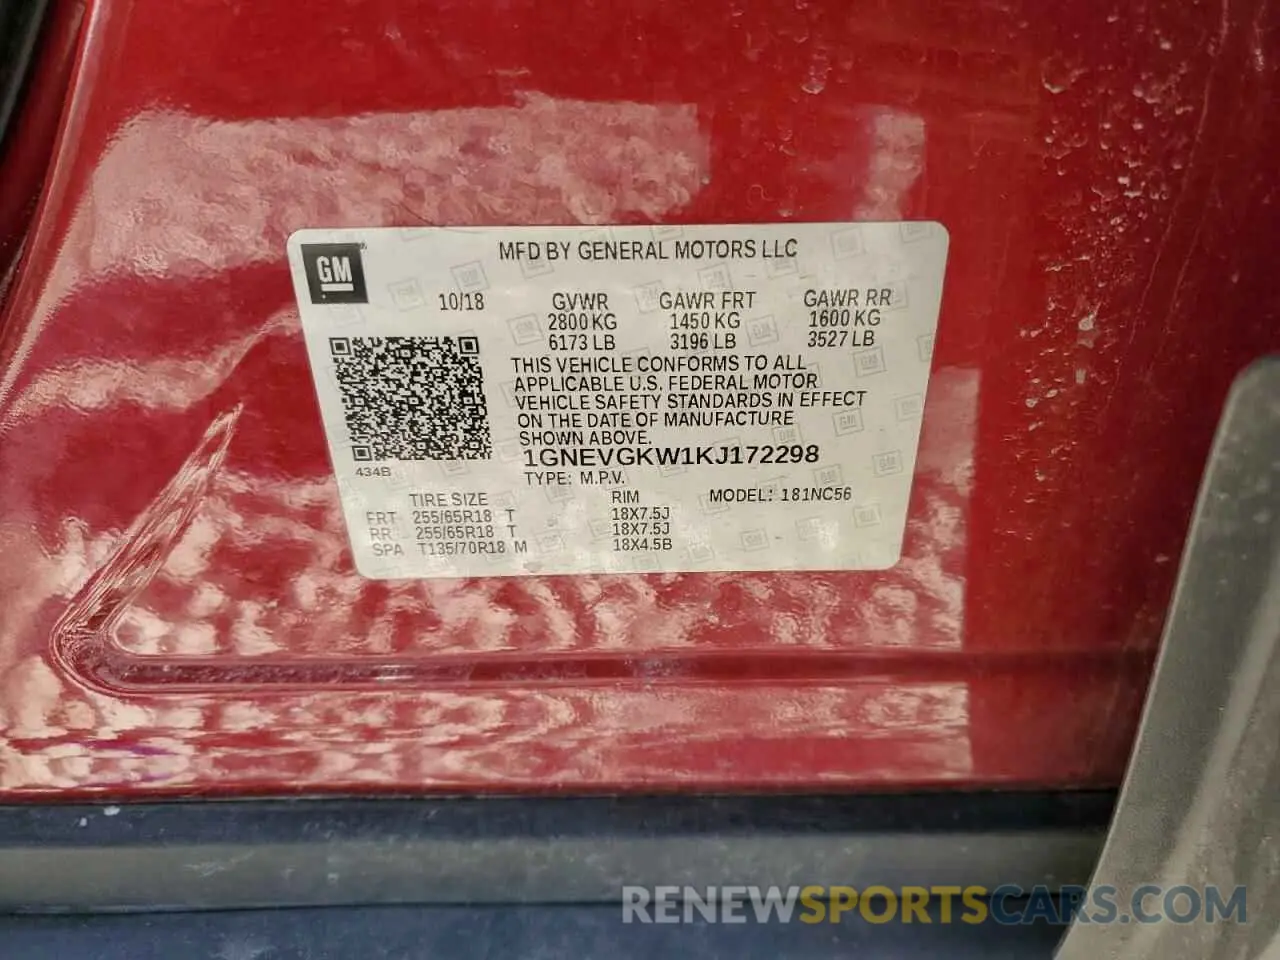 MFD BY GENERAL MOTORS LLC
GM
10/18 GVWR GAWR FRT GAWR RR
2800 KG 1450 KG 1600 KG
6173 LB 3196 LB 3527 LB
THIS VEHICLE CONFORMS TO ALL
APPLICABLE U.S. FEDERAL MOTOR
VEHICLE SAFETY STANDARDS IN EFFECT
ON THE DATE OF MANUFACTURE
SHOWN ABOVE.
434B
1GNEVGKW1KJ172298
TYPE: M.P.V.
TIRE SIZE RIM MODEL: 181NC56
FRT 255/65R18 T 18X7.5J
RR 255/65R18 T 18X7.5J
SPA T135/70R18 M 18X4.5B
RENEWSPORTSCARS.COM